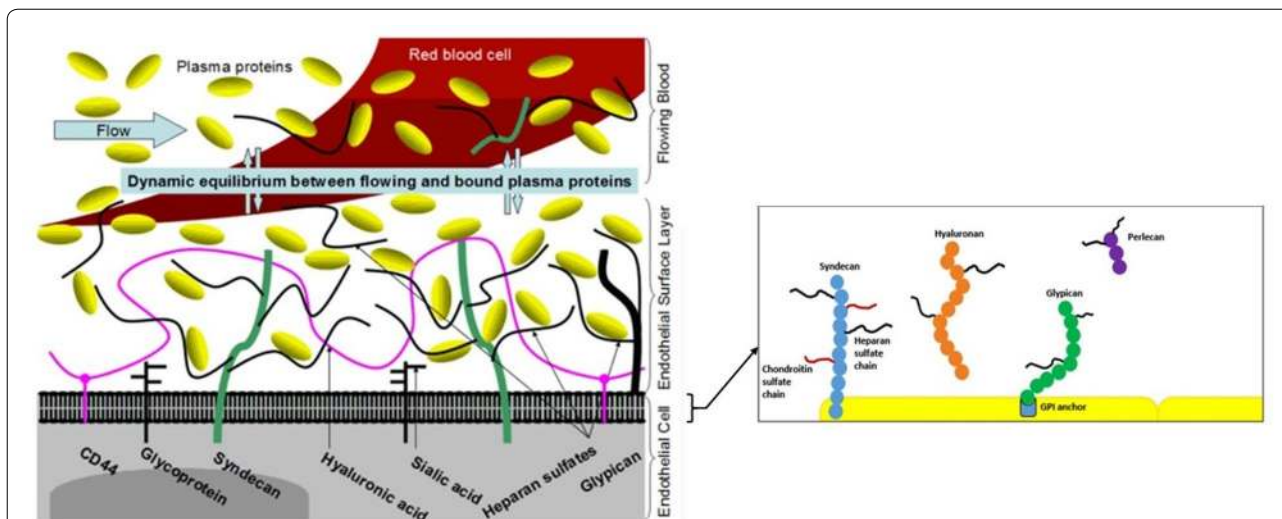 Red blood cell
Plasma proteins
Flow
Flowing Blood
Dynamic equilibrium between flowing and bound plasma proteins
Endothelial Surface Layer
Endothelial Cell
CD44
Glycoprotein
Syndecan
Hyaluronic acid
Sialic acid
Heparan sulfates
Glypican
Syndecan
Hyaluronan
Perlecan
Glypican
Heparan
sulfate
chain
Chondroitin
sulfate
chain
GPI anchor